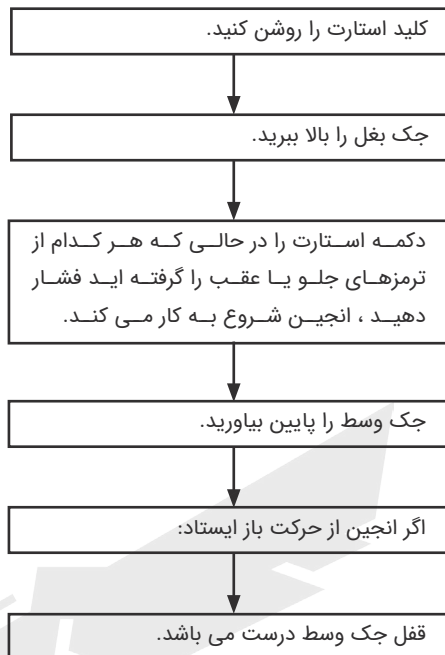 کلید استارت را روشن کنید.
جک بغل را بالا ببرید.
دکمه استارت را در حالی که هر کدام از
ترمزهای جلو یا عقب را گرفته اید فشار
دهید ، انجین شروع به کار می کند.
جک وسط را پایین بیاورید.
اگر انجین از حرکت باز ایستاد:
قفل جک وسط درست می باشد.